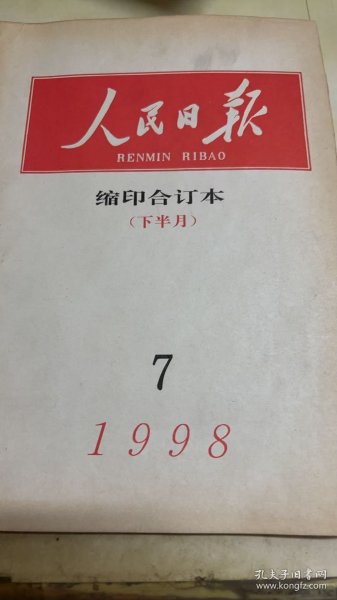 人民日报
RENMIN RIBAO
缩印合订本
(下半月)
7
1998
孔夫子旧书网
www.kongfz.com